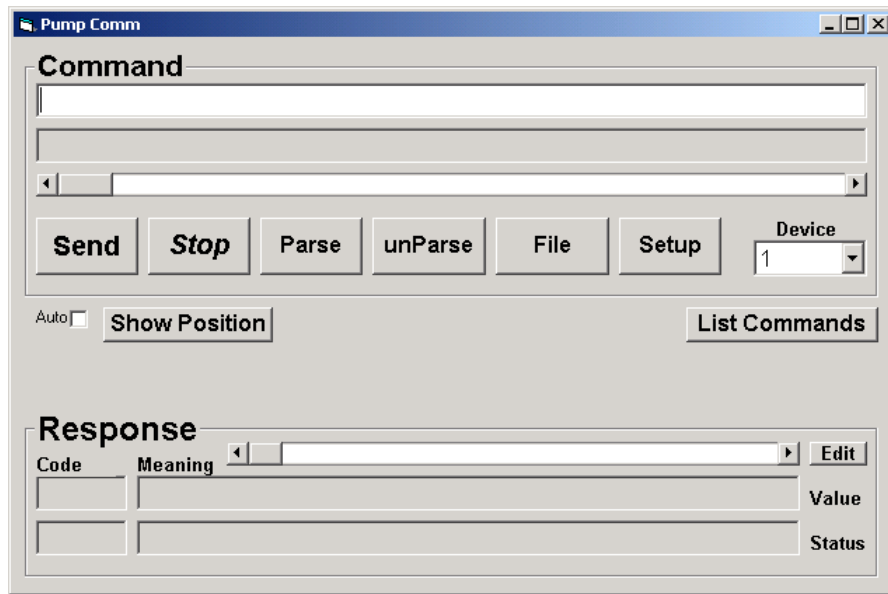 Pump Comm
Command
Send Stop Parse unParse File Setup Device
1
Auto Show Position List Commands
Response
Code Meaning Edit
Value
Status